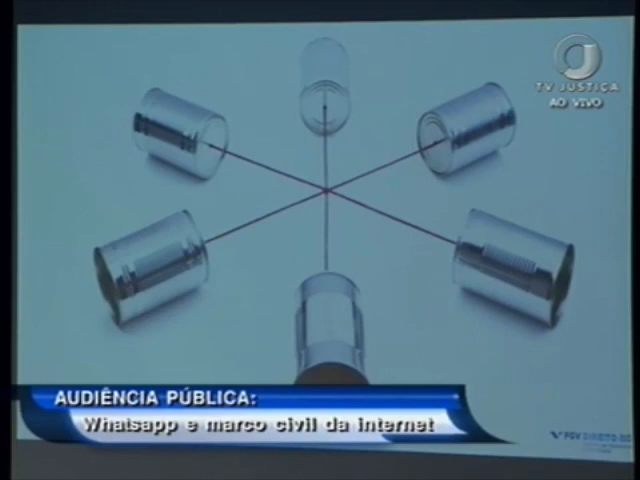 TV JUSTIÇA
AO VIVO
AUDIÊNCIA PÚBLICA:
Whatsapp e marco civil da internet
FGV DIREITO